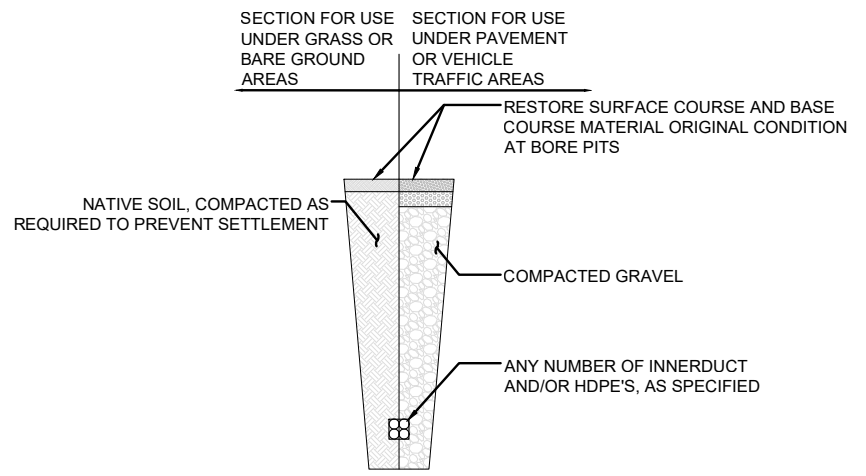 SECTION FOR USE
UNDER GRASS OR
BARE GROUND
AREAS
SECTION FOR USE
UNDER PAVEMENT
OR VEHICLE
TRAFFIC AREAS
RESTORE SURFACE COURSE AND BASE
COURSE MATERIAL ORIGINAL CONDITION
AT BORE PITS
NATIVE SOIL, COMPACTED AS
REQUIRED TO PREVENT SETTLEMENT
COMPACTED GRAVEL
ANY NUMBER OF INNERDUCT
AND/OR HDPE'S, AS SPECIFIED